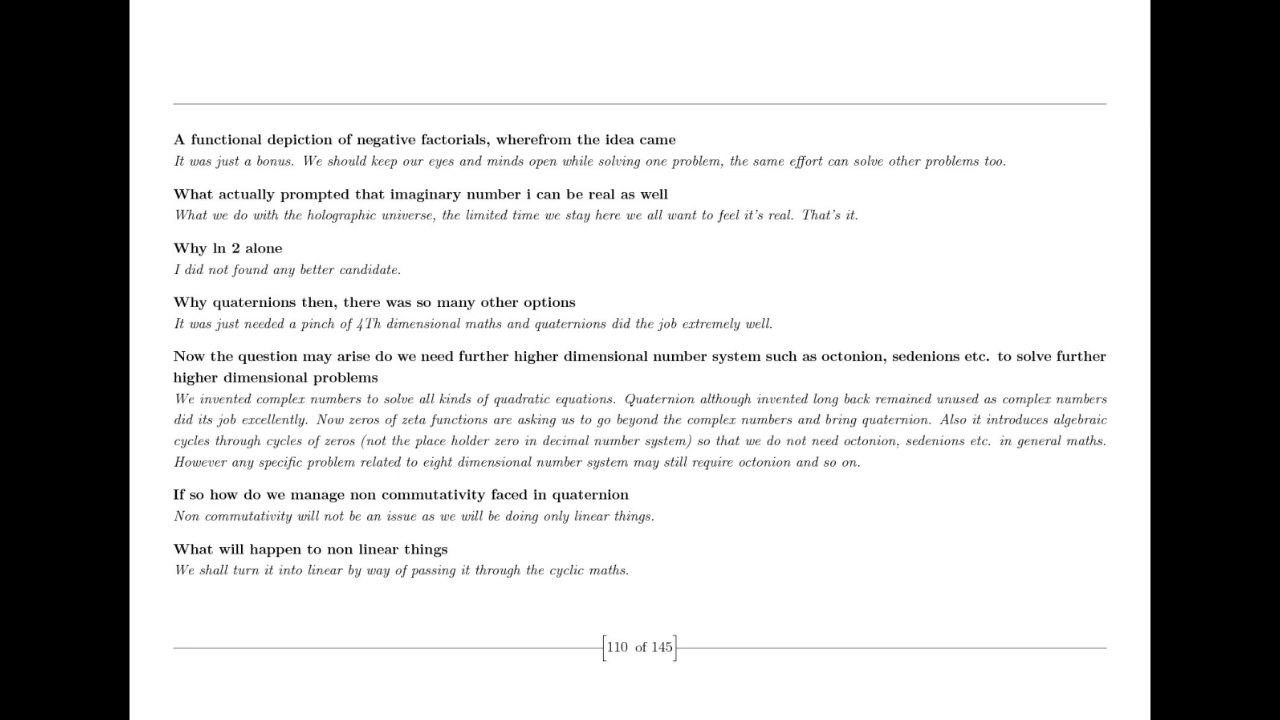 A functional depiction of negative factorials, wherefrom the idea came
It was just a bonus. We should keep our eyes and minds open while solving one problem, the same effort can solve other problems too.
What actually prompted that imaginary number i can be real as well
What we do with the holographic universe, the limited time we stay here we all want to feel it's real. That's it.
Why ln 2 alone
I did not found any better candidate.
Why quaternions then, there was so many other options
It was just needed a pinch of 4Th dimensional maths and quaternions did the job extremely well.
Now the question may arise do we need further higher dimensional number system such as octonion, sedenions etc. to solve further
higher dimensional problems
We invented complex numbers to solve all kinds of quadratic equations. Quaternion although invented long back remained unused as complex numbers
did its job excellently. Now zeros of zeta functions are asking us to go beyond the complex numbers and bring quaternion. Also it introduces algebraic
cycles through cycles of zeros (not the place holder zero in decimal number system) so that we do not need octonion, sedenions etc. in general maths.
However any specific problem related to eight dimensional number system may still require octonion and so on.
If so how do we manage non commutativity faced in quaternion
Non commutativity will not be an issue as we will be doing only linear things.
What will happen to non linear things
We shall turn it into linear by way of passing it through the cyclic maths.
[110 of 145]